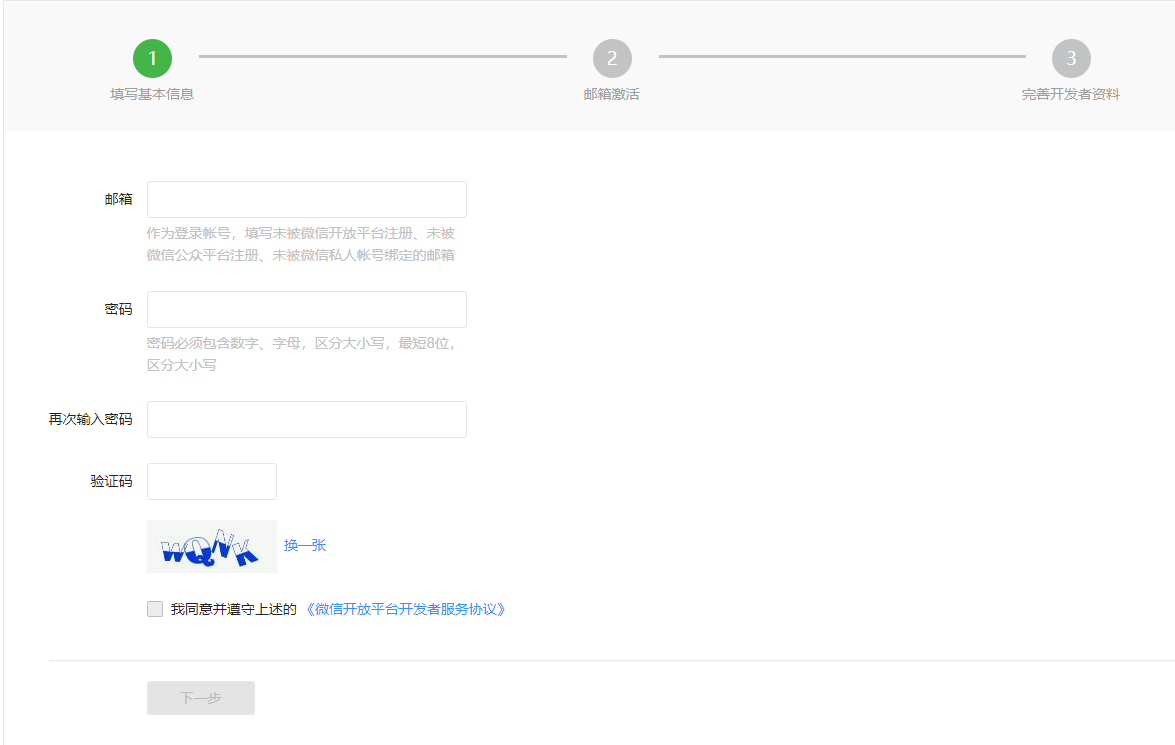 1
2
3
填写基本信息
邮箱激活
完善开发者资料
邮箱
作为登录帐号，填写未被微信开放平台注册、未被
微信公众平台注册、未被微信私人帐号绑定的邮箱
密码
密码必须包含数字、字母，区分大小写，最短8位，
区分大小写
再次输入密码
验证码
wQNK 换一张
我同意并遵守上述的 《微信开放平台开发者服务协议》
下一步